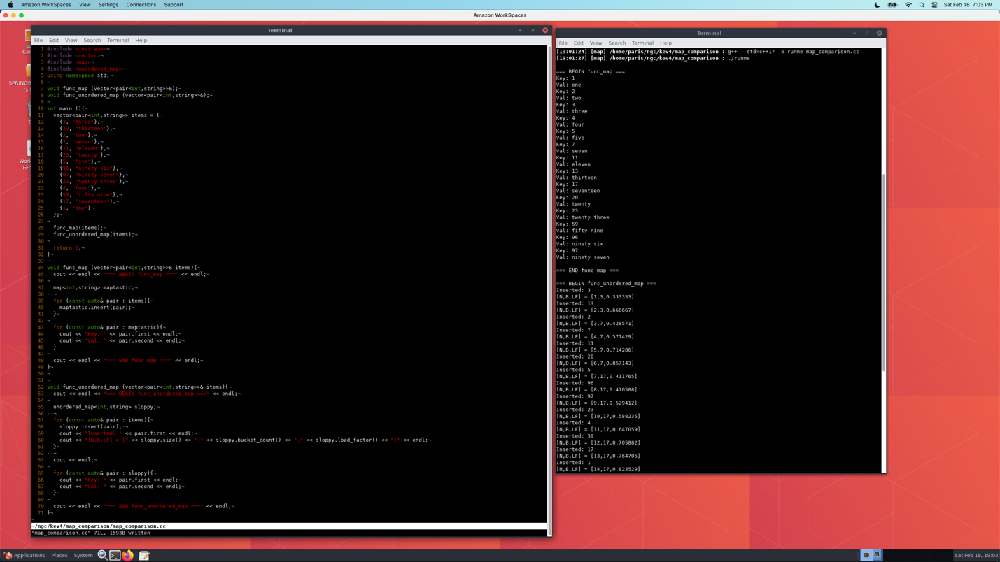 Amazon WorkSpaces View Settings Connections Support
Sat Feb 18 7:03 PM
Amazon WorkSpaces
Terminal
File Edit View Search Terminal Help
1 #include <iostream>¬
2 #include <vector>¬
3 #include <map>¬
4 #include <unordered_map>¬
5 using namespace std;¬
6 ¬
7 void func_map (vector<pair<int,string>>&);¬
8 void func_unordered_map (vector<pair<int,string>>&);¬
9 ¬
10 int main (){¬
11 vector<pair<int,string>> items = {¬
12 {3, "three"},¬
13 {13, "thirteen"},¬
14 {2, "two"},¬
15 {7, "seven"},¬
16 {11, "eleven"},¬
17 {20, "twenty"},¬
18 {5, "five"},¬
19 {96, "ninety six"},¬
20 {97, "ninety seven"},¬
21 {23, "twenty three"},¬
22 {4, "four"},¬
23 {59, "fifty nine"},¬
24 {17, "seventeen"},¬
25 {1, "one"}¬
26 };¬
27 ¬
28 func_map(items);¬
29 func_unordered_map(items);¬
30 ¬
31 return 0;¬
32 }¬
33 ¬
34 void func_map (vector<pair<int,string>>& items){¬
35 cout << endl << "=== BEGIN func_map ===" << endl;¬
36 ¬
37 map<int,string> maptastic;¬
38 --¬
39 for (const auto& pair : items){¬
40 maptastic.insert(pair);¬
41 }¬
42 ¬
43 for (const auto& pair : maptastic){¬
44 cout << "Key: " << pair.first << endl;¬
45 cout << "Val: " << pair.second << endl;¬
46 }¬
47 ¬
48 cout << endl << "=== END func_map ===" << endl;¬
49 }¬
50 ¬
51 ¬
52 void func_unordered_map (vector<pair<int,string>>& items){¬
53 cout << endl << "=== BEGIN func_unordered_map ===" << endl;¬
54 ¬
55 unordered_map<int,string> sloppy;¬
56 --¬
57 for (const auto& pair : items){¬
58 sloppy.insert(pair);-¬
59 cout << "Inserted: " << pair.first << endl;¬
60 cout << "[N,B,LF] = [" << sloppy.size() << "," << sloppy.bucket_count() << "," << sloppy.load_factor() << "]" << endl;¬
61 }¬
62 --¬
63 cout << endl;¬
64 ¬
65 for (const auto& pair : sloppy){¬
66 cout << "Key: " << pair.first << endl;¬
67 cout << "Val: " << pair.second << endl;¬
68 }¬
69 ¬
70 cout << endl << "=== END func_unordered_map ===" << endl;¬
71 }¬
~
~/ngc/kev4/map_comparison/map_comparison.cc
"map_comparison.cc" 71L, 1593B written
Terminal
File Edit View Search Terminal Help
[19:01:24] [map] /home/paris/ngc/kev4/map_comparison : g++ --std=c++17 -o runme map_comparison.cc
[19:01:27] [map] /home/paris/ngc/kev4/map_comparison : ./runme
=== BEGIN func_map ===
Key: 1
Val: one
Key: 2
Val: two
Key: 3
Val: three
Key: 4
Val: four
Key: 5
Val: five
Key: 7
Val: seven
Key: 11
Val: eleven
Key: 13
Val: thirteen
Key: 17
Val: seventeen
Key: 20
Val: twenty
Key: 23
Val: twenty three
Key: 59
Val: fifty nine
Key: 96
Val: ninety six
Key: 97
Val: ninety seven
=== END func_map ===
=== BEGIN func_unordered_map ===
Inserted: 3
[N,B,LF] = [1,3,0.333333]
Inserted: 13
[N,B,LF] = [2,3,0.666667]
Inserted: 2
[N,B,LF] = [3,7,0.428571]
Inserted: 7
[N,B,LF] = [4,7,0.571429]
Inserted: 11
[N,B,LF] = [5,7,0.714286]
Inserted: 20
[N,B,LF] = [6,7,0.857143]
Inserted: 5
[N,B,LF] = [7,17,0.411765]
Inserted: 96
[N,B,LF] = [8,17,0.470588]
Inserted: 97
[N,B,LF] = [9,17,0.529412]
Inserted: 23
[N,B,LF] = [10,17,0.588235]
Inserted: 4
[N,B,LF] = [11,17,0.647059]
Inserted: 59
[N,B,LF] = [12,17,0.705882]
Inserted: 17
[N,B,LF] = [13,17,0.764706]
Inserted: 1
[N,B,LF] = [14,17,0.823529]
Applications Places System
Sat Feb 18, 19:03